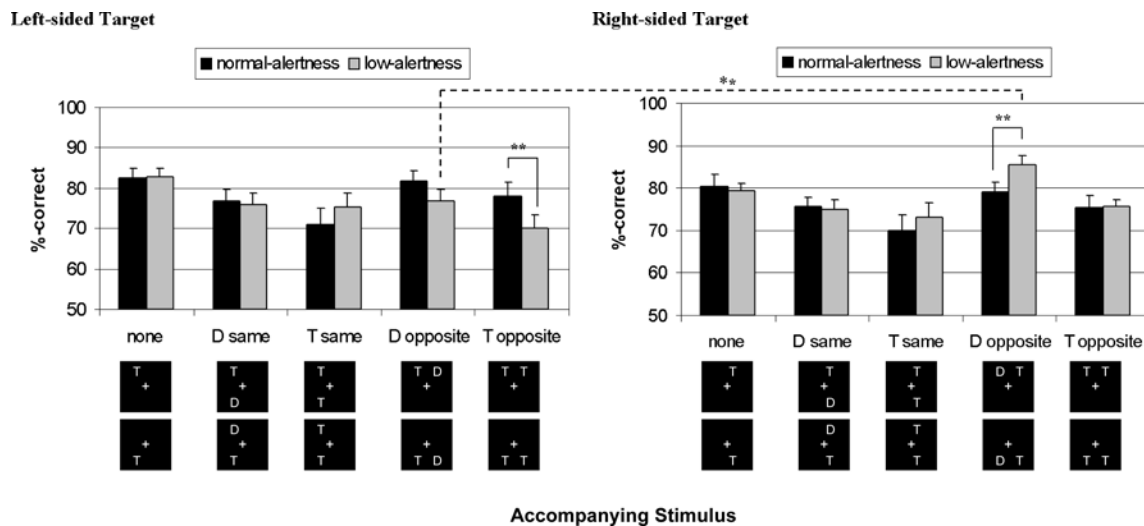 Left-sided Target
normal-alertness low-alertness
%-correct
100
90
80
70
60
50
**
none D same T same D opposite T opposite
T T T T D T T
+ + + + +
D T
+ D T + + +
T T T T D T T
Right-sided Target
normal-alertness low-alertness
**
%-correct
100
90
80
70
60
50
**
none D same T same D opposite T opposite
T T T D T T T
+ + + + +
D T
+ D T + + +
T T T D T T T
Accompanying Stimulus